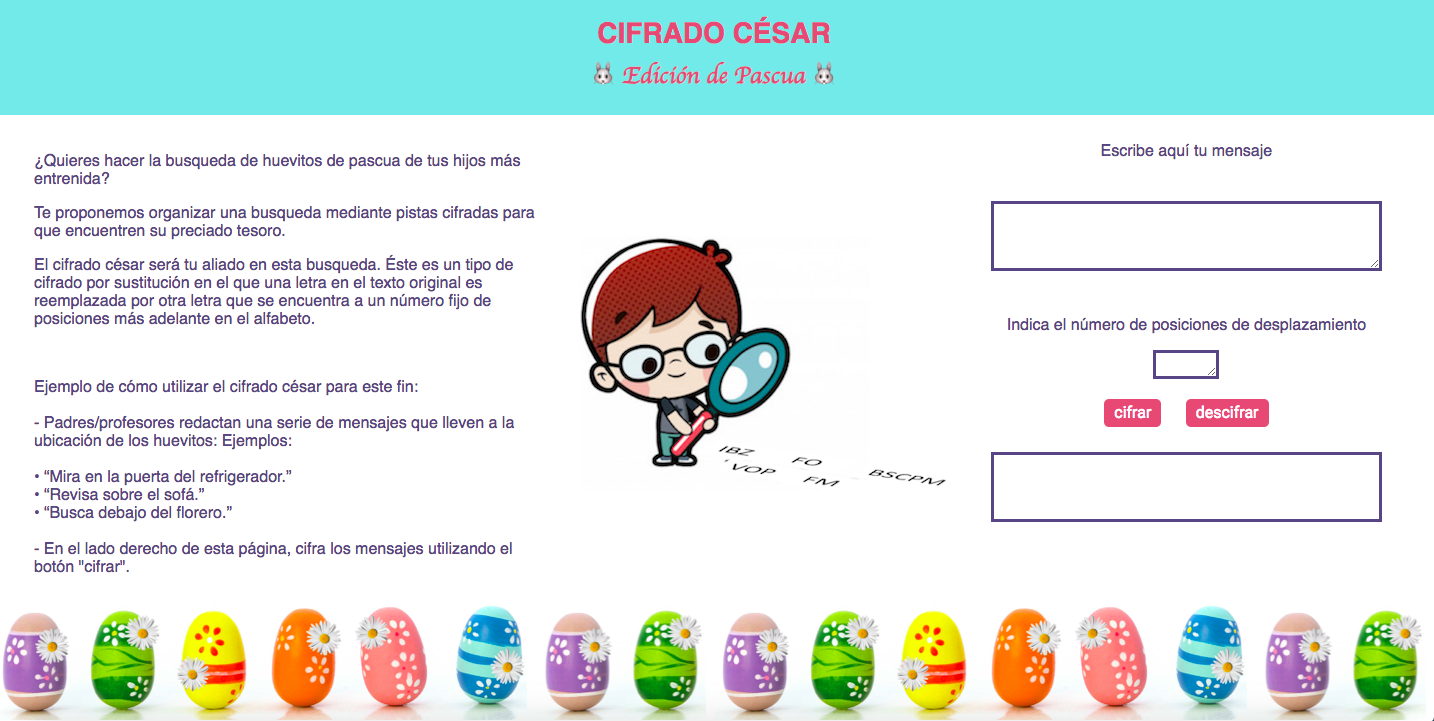 CIFRADO CÉSAR
🐰 Edición de Pascua 🐰
¿Quieres hacer la busqueda de huevitos de pascua de tus hijos más
entrenida?
Te proponemos organizar una busqueda mediante pistas cifradas para
que encuentren su preciado tesoro.
El cifrado césar será tu aliado en esta busqueda. Éste es un tipo de
cifrado por sustitución en el que una letra en el texto original es
reemplazada por otra letra que se encuentra a un número fijo de
posiciones más adelante en el alfabeto.
Ejemplo de cómo utilizar el cifrado césar para este fin:
- Padres/profesores redactan una serie de mensajes que lleven a la
ubicación de los huevitos: Ejemplos:
• “Mira en la puerta del refrigerador.”
• “Revisa sobre el sofá.”
• “Busca debajo del florero.”
- En el lado derecho de esta página, cifra los mensajes utilizando el
botón "cifrar".
IBZ FO BSCPM
VOP FM
Escribe aquí tu mensaje
Indica el número de posiciones de desplazamiento
cifrar descifrar